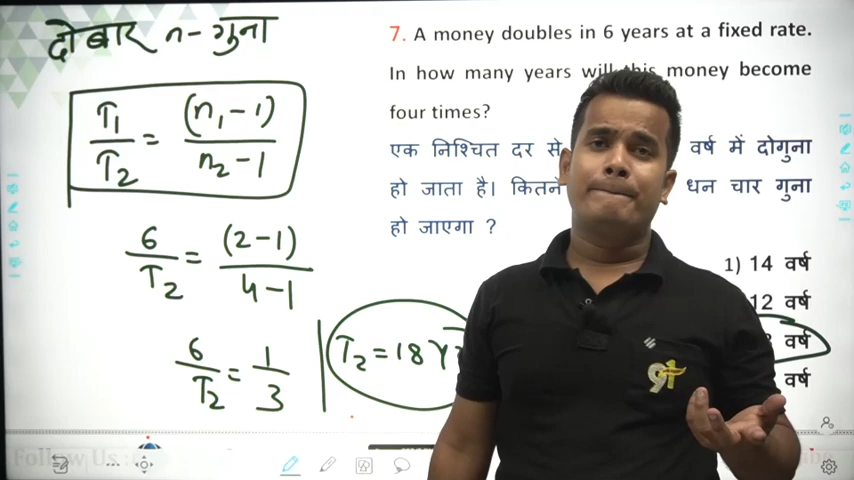 दो बार n-गुना
T₁/T₂ = (n₁-1)/n₂-1
6/T₂ = (2-1)/4-1
6/T₂ = 1/3
T₂ = 18 Y
7. A money doubles in 6 years at a fixed rate.
In how many years will this money become
four times?
एक निश्चित दर से वर्ष में दोगुना
हो जाता है। कितने धन चार गुना
हो जाएगा ?
1) 14 वर्ष
12 वर्ष
वर्ष
वर्ष
Follow Us